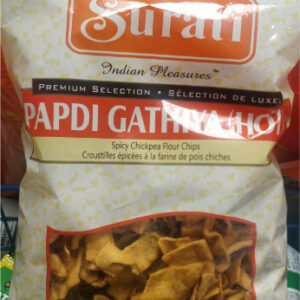 Surati
Indian Pleasures™
PREMIUM SELECTION • SÉLECTION DE LUXE
PAPDI GATHIYA HOT
Spicy Chickpea Flour Chips
Croustilles épicées à la farine de pois chiches